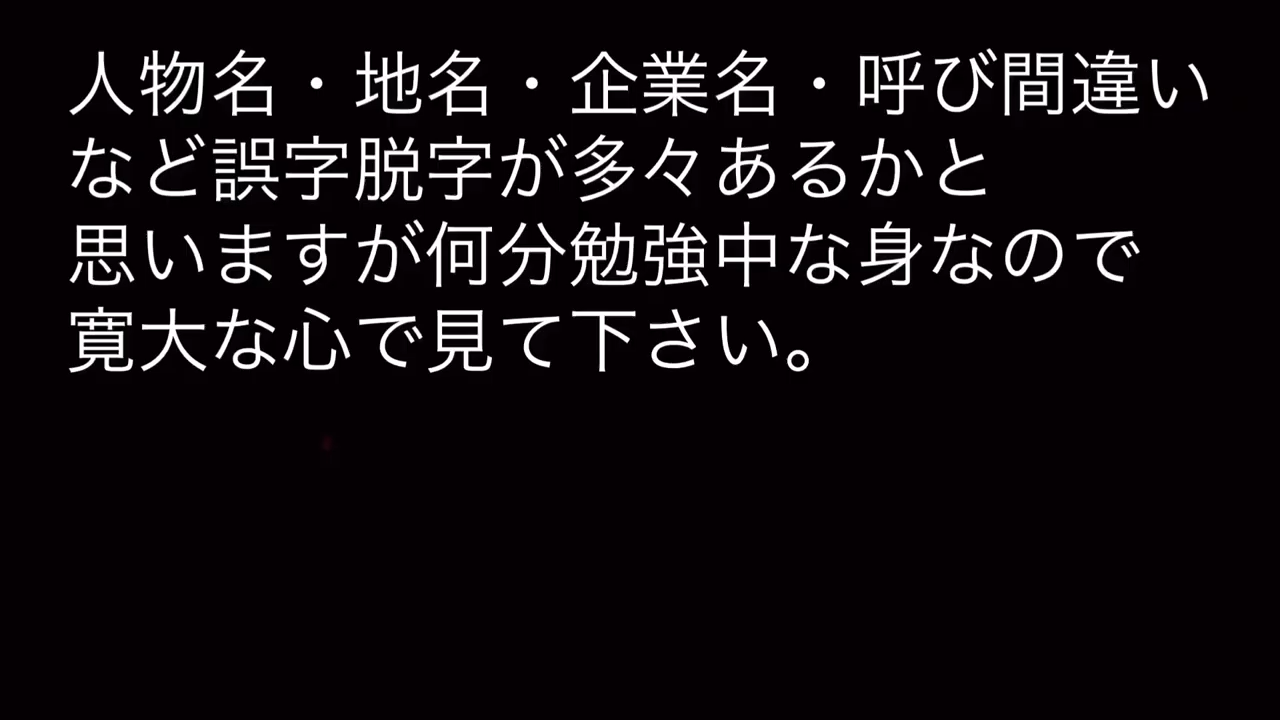 人物名・地名・企業名・呼び間違い
など誤字脱字が多々あるかと
思いますが何分勉強中な身なので
寛大な心で見て下さい。